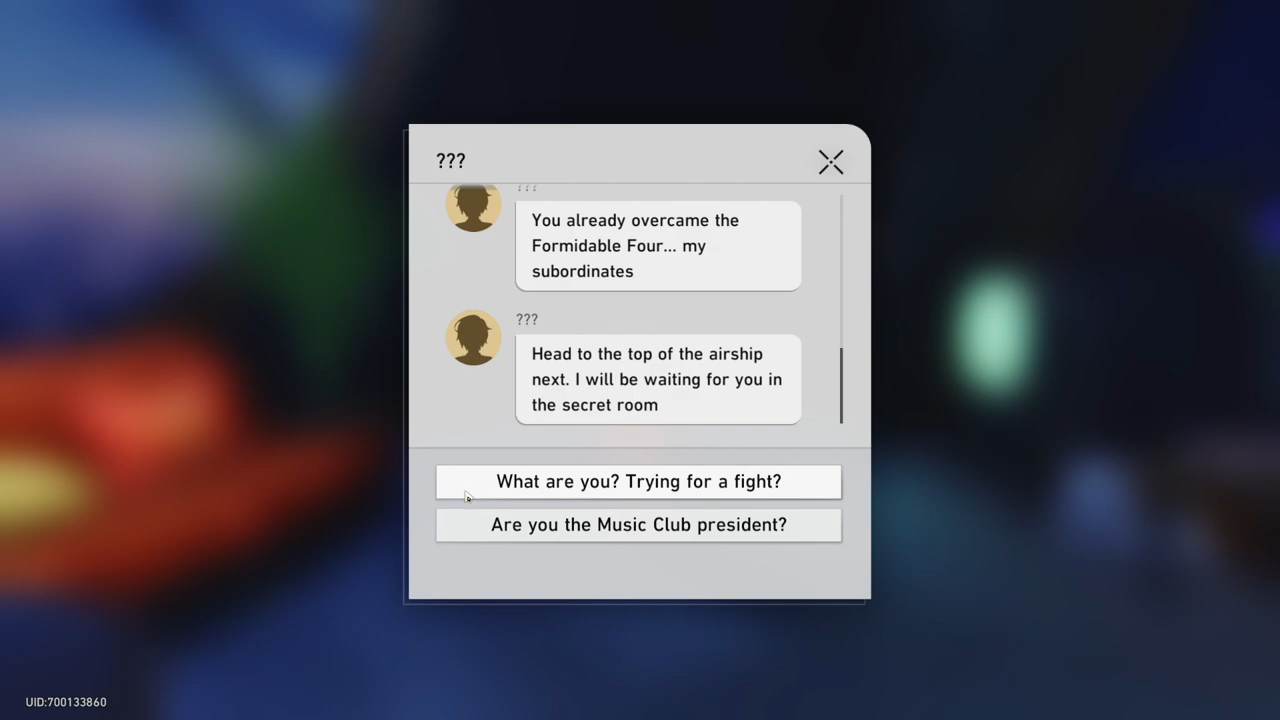 ???
???
You already overcame the
Formidable Four... my
subordinates
???
Head to the top of the airship
next. I will be waiting for you in
the secret room
What are you? Trying for a fight?
Are you the Music Club president?
UID:700133860